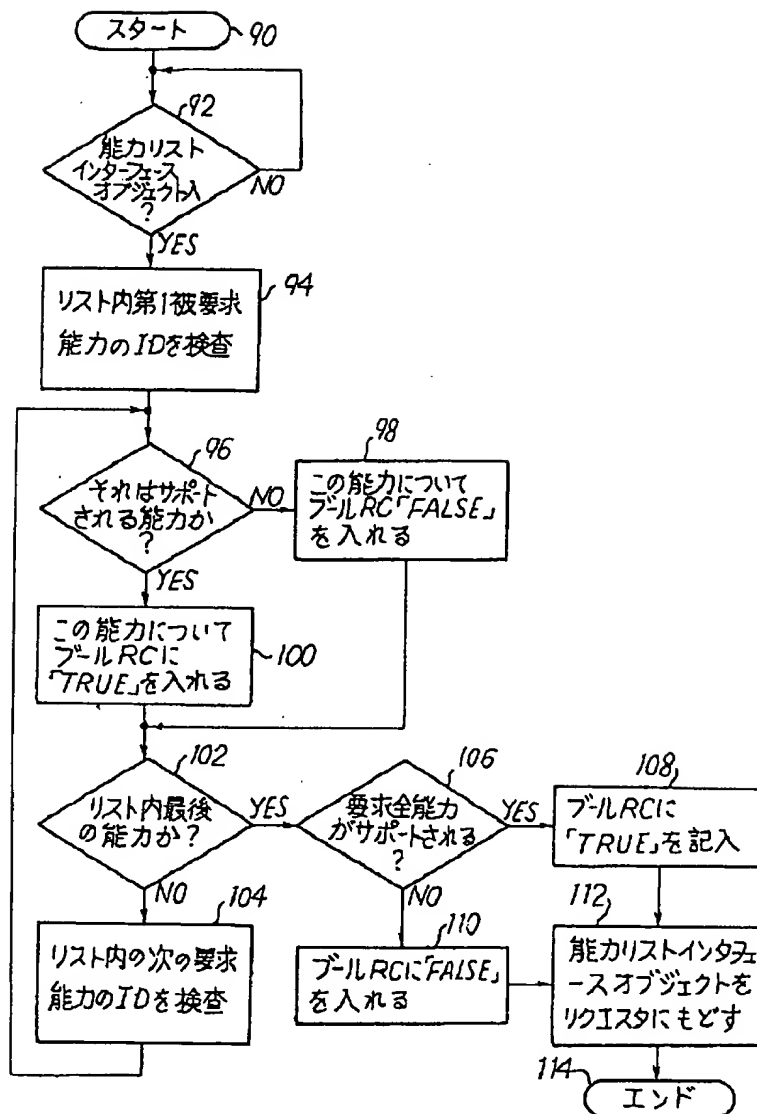 スタート
90
92
能力リスト
インターフェース
オブジェクト入
?
NO
YES
94
リスト内第1被要求
能力のIDを検査
96
それはサポート
される能力か
?
NO
YES
98
この能力について
ブールRC「FALSE」
を入れる
この能力について
ブールRCに
「TRUE」を入れる
100
102
リスト内最後
の能力か?
YES
NO
104
リスト内の次の要求
能力のIDを検査
106
要求全能力
がサポートされる
?
YES
NO
108
ブールRCに
「TRUE」を記入
110
ブールRCに「FALSE」
を入れる
112
能力リストインタフェ
ースオブジェクトを
リクエスタにもどす
114
エンド